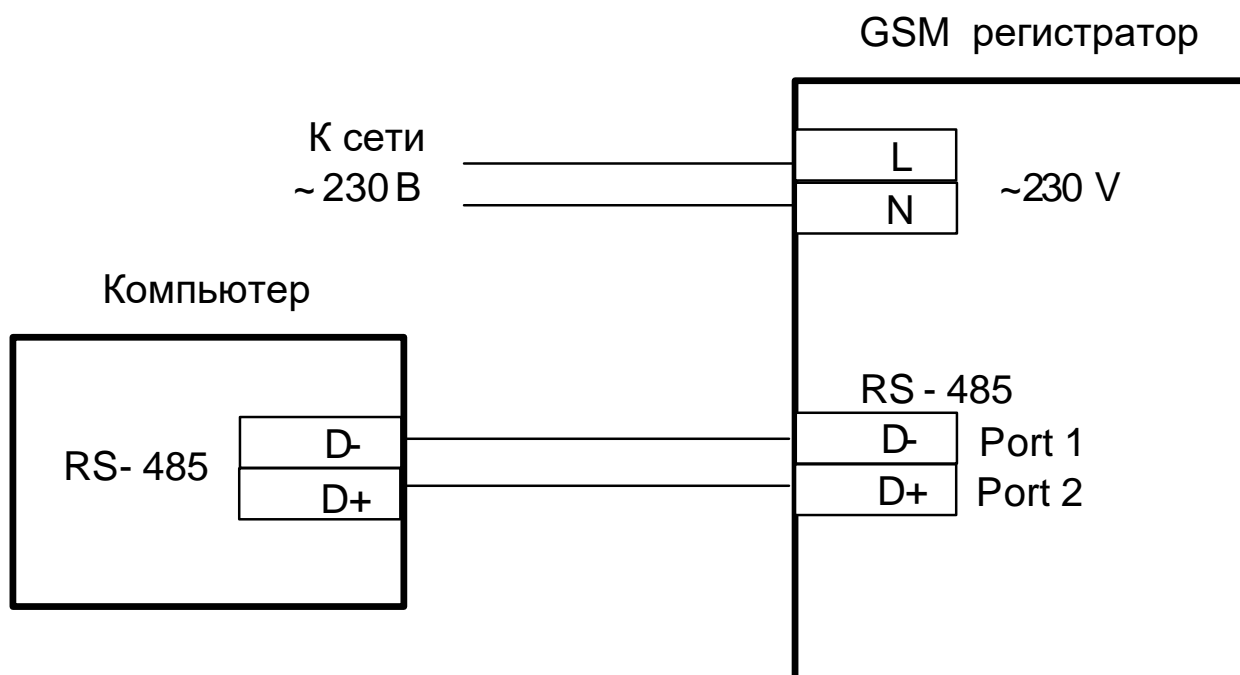 GSM регистратор
К сети
~ 230 В
L
N
~230 V
Компьютер
RS - 485
D-
Port 1
D+
Port 2
RS- 485
D-
D+